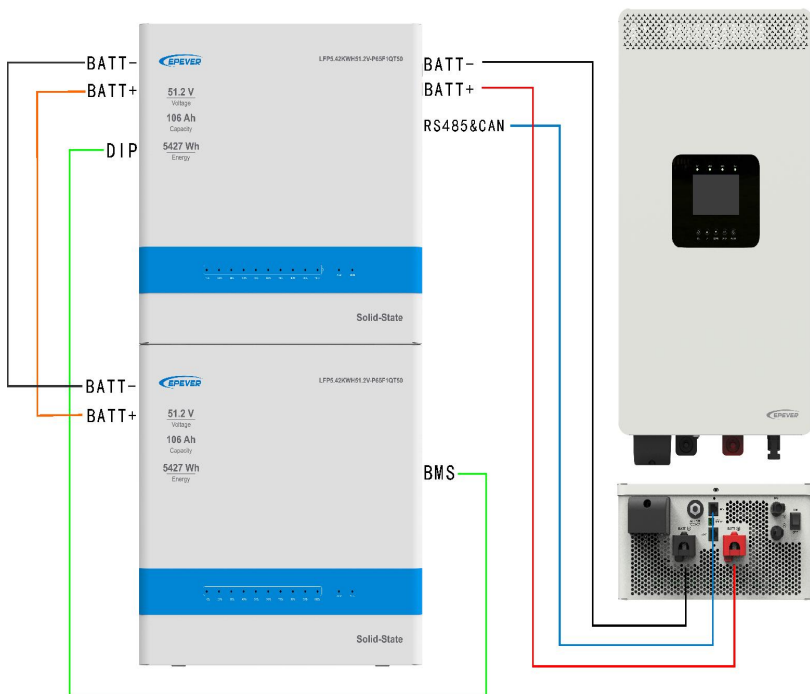 BATT-
BATT+
DIP
EPEVER
LFP5.42KWH51.2V-P65F1QT50
51.2 V
Voltage
106 Ah
Capacity
5427 Wh
Energy
Solid-State
BATT-
BATT+
RS485&CAN
BATT-
BATT+
EPEVER
LFP5.42KWH51.2V-P65F1QT50
51.2 V
Voltage
106 Ah
Capacity
5427 Wh
Energy
BMS
Solid-State
EPEVER